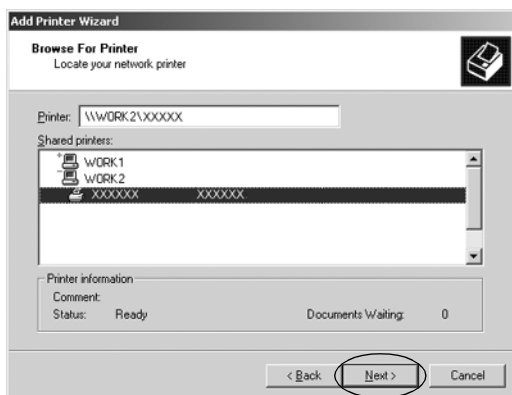 Add Printer Wizard
Browse For Printer
Locate your network printer
Printer: \\WORK2\XXXXX
Shared printers:
WORK1
WORK2
XXXXXX XXXXXX
Printer information
Comment:
Status: Ready Documents Waiting: 0
< Back Next > Cancel